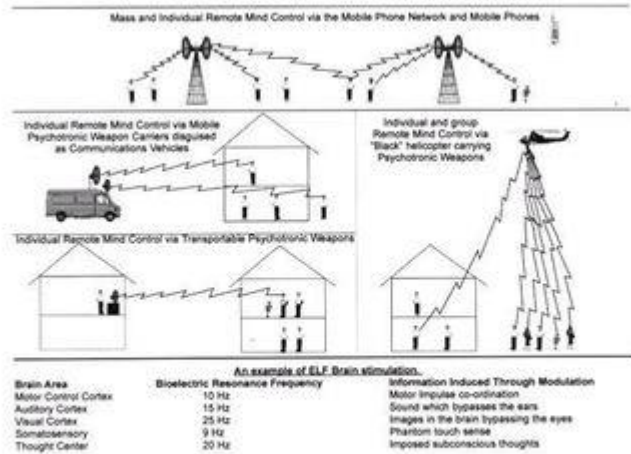 Mass and Individual Remote Mind Control via the Mobile Phone Network and Mobile Phones
Individual Remote Mind Control via Mobile
Psychotronic Weapon Carriers disguised
as Communications Vehicles
Individual and group
Remote Mind Control via
"Black" helicopter carrying
Psychotronic Weapons
Individual Remote Mind Control via Transportable Psychotronic Weapons
An example of ELF Brain stimulation.
Brain Area Bioelectric Resonance Frequency Information Induced Through Modulation
Motor Control Cortex 10 Hz Motor Impulse co-ordination
Auditory Cortex 15 Hz Sound which bypasses the ears
Visual Cortex 25 Hz Images in the brain bypassing the eyes
Somatosensory 9 Hz Phantom touch sense
Thought Center 20 Hz Imposed subconscious thoughts